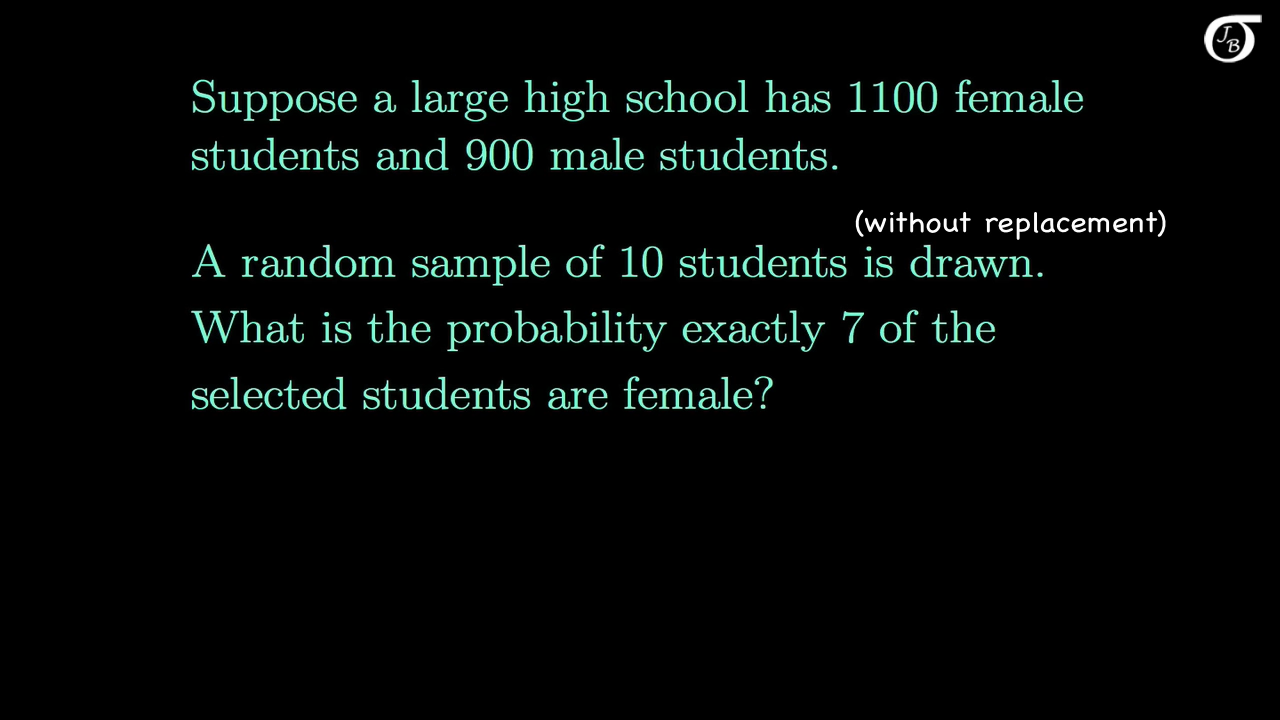 JB
Suppose a large high school has 1100 female
students and 900 male students.
(without replacement)
A random sample of 10 students is drawn.
What is the probability exactly 7 of the
selected students are female?